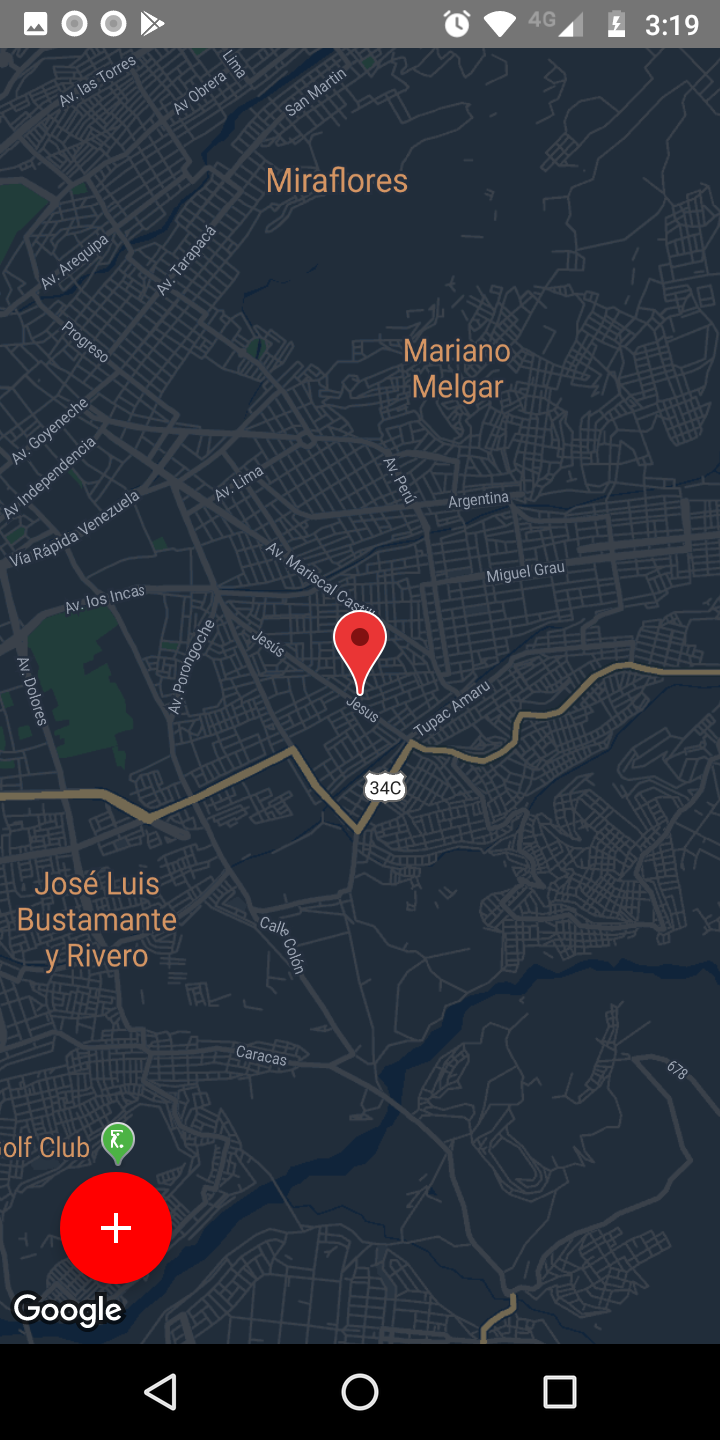 4G 3:19
Av. las Torres
Lima
Av Obrera
San Martin
Miraflores
Av. Arequipa
Av. Tarapacá
Progreso
Mariano
Melgar
Av. Goyeneche
Av Independencia
Av. Lima
Av. Perú
Argentina
Vía Rápida Venezuela
Av. Mariscal Castill
Miguel Grau
Av. los Incas
Jesús
Av. Porongoche
Av. Dolores
Jesus
Tupac Amaru
34C
José Luis
Bustamante
y Rivero
Calle Colón
Caracas
678
olf Club
Google